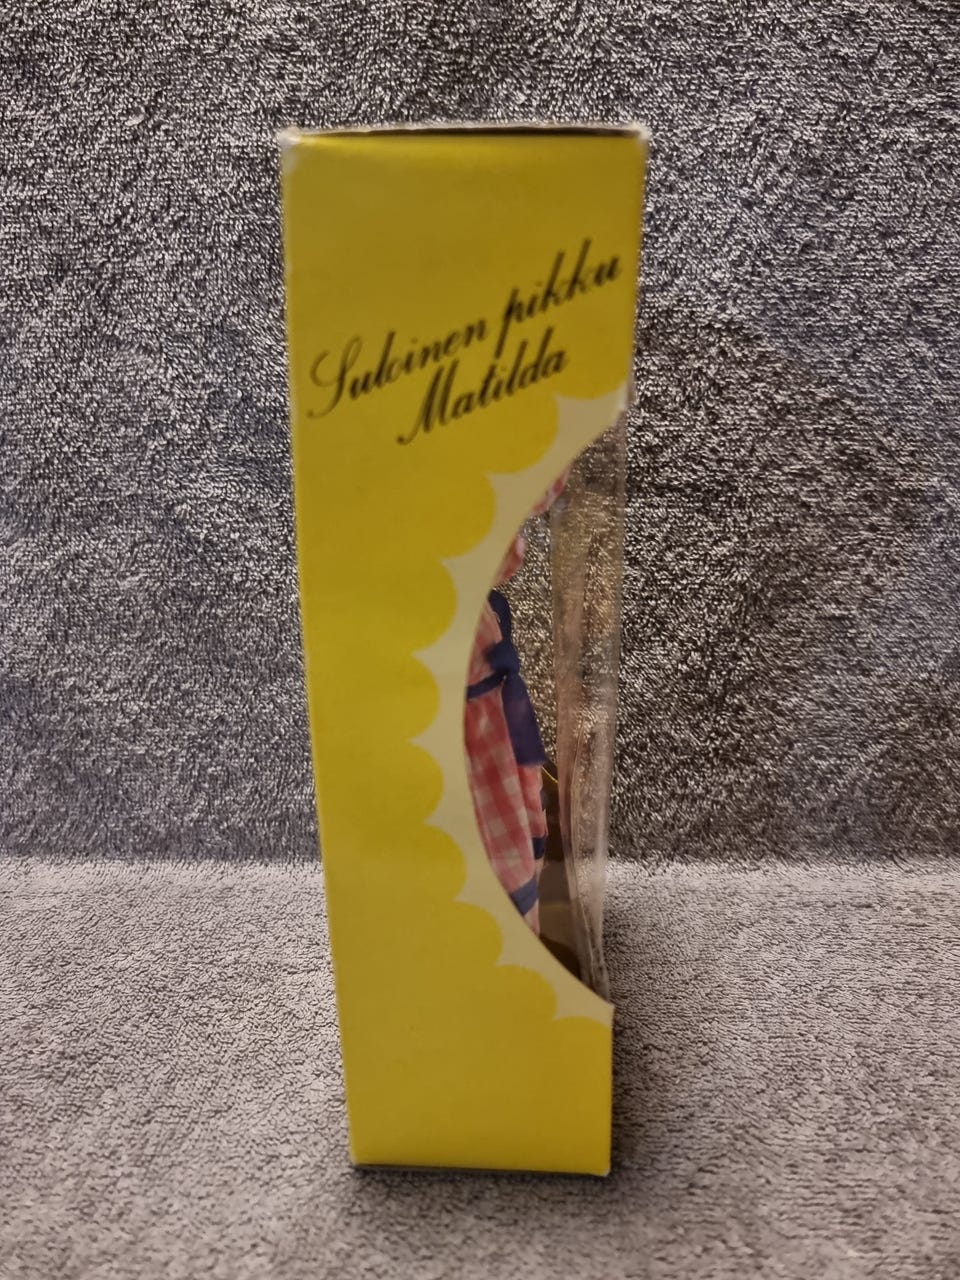 Suloinen pikku
Matilda